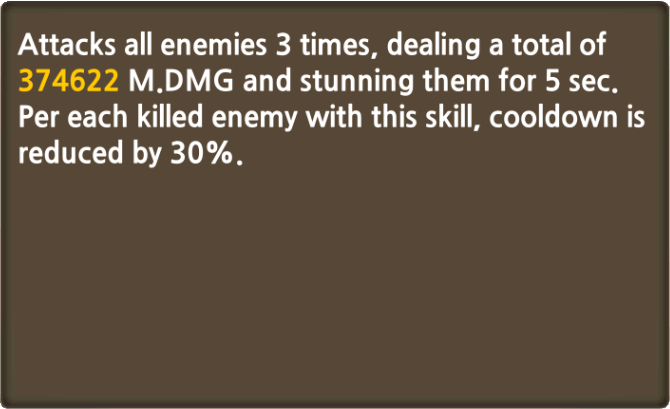 Attacks all enemies 3 times, dealing a total of
374622 M.DMG and stunning them for 5 sec.
Per each killed enemy with this skill, cooldown is
reduced by 30%.